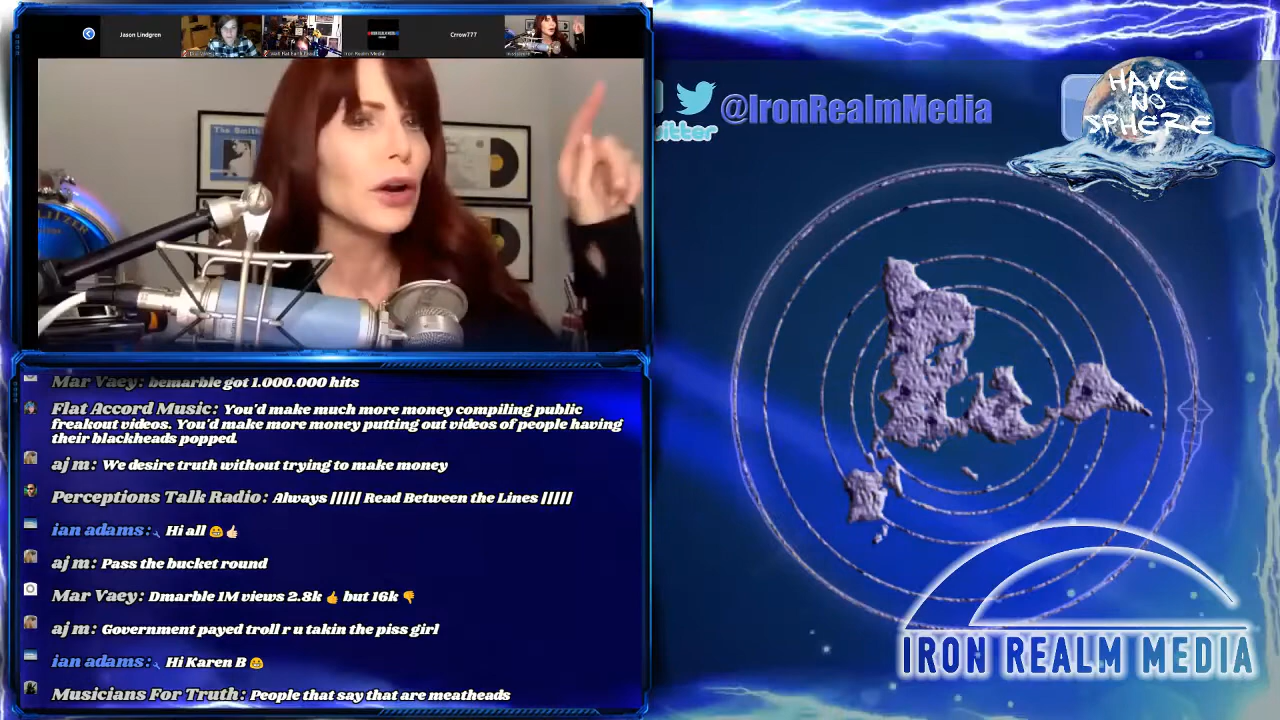 Jason Lindgren
Iron Realm Media
Crrow777
The Smiths
@IronRealmMedia
HAVE
NO
SPHERE
Mar Vaey: bemarble got 1.000.000 hits
Flat Accord Music: You'd make much more money compiling public
freakout videos. You'd make more money putting out videos of people having
their blackheads popped.
aj m: We desire truth without trying to make money
Perceptions Talk Radio: Always ///// Read Between the Lines /////
ian adams: Hi all 😬👍🏻
aj m: Pass the bucket round
Mar Vaey: Dmarble 1M views 2.8k 👍 but 16k 👎
aj m: Government payed troll r u takin the piss girl
ian adams: Hi Karen B 😬
Musicians For Truth: People that say that are meatheads
IRON REALM MEDIA